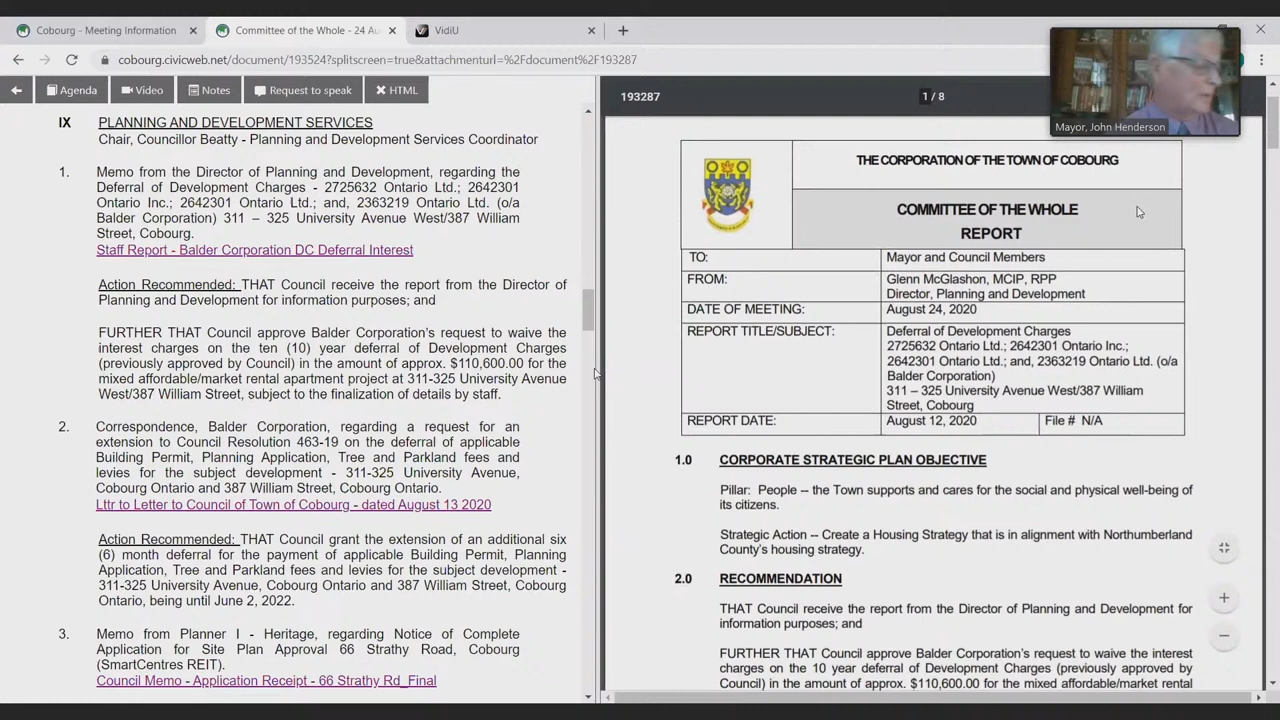 Cobourg - Meeting Information
Committee of the Whole - 24 Au
VidiU
cobourg.civicweb.net/document/193524?splitscreen=true&attachmenturl=%2Fdocument%2F193287
Agenda
Video
Notes
Request to speak
HTML
IX PLANNING AND DEVELOPMENT SERVICES
Chair, Councillor Beatty - Planning and Development Services Coordinator
1. Memo from the Director of Planning and Development, regarding the
Deferral of Development Charges - 2725632 Ontario Ltd.; 2642301
Ontario Inc.; 2642301 Ontario Ltd.; and, 2363219 Ontario Ltd. (o/a
Balder Corporation) 311 – 325 University Avenue West/387 William
Street, Cobourg.
Staff Report - Balder Corporation DC Deferral Interest
Action Recommended: THAT Council receive the report from the Director of
Planning and Development for information purposes; and
FURTHER THAT Council approve Balder Corporation's request to waive the
interest charges on the ten (10) year deferral of Development Charges
(previously approved by Council) in the amount of approx. $110,600.00 for the
mixed affordable/market rental apartment project at 311-325 University Avenue
West/387 William Street, subject to the finalization of details by staff.
2. Correspondence, Balder Corporation, regarding a request for an
extension to Council Resolution 463-19 on the deferral of applicable
Building Permit, Planning Application, Tree and Parkland fees and
levies for the subject development - 311-325 University Avenue,
Cobourg Ontario and 387 William Street, Cobourg Ontario.
Lttr to Letter to Council of Town of Cobourg - dated August 13 2020
Action Recommended: THAT Council grant the extension of an additional six
(6) month deferral for the payment of applicable Building Permit, Planning
Application, Tree and Parkland fees and levies for the subject development -
311-325 University Avenue, Cobourg Ontario and 387 William Street, Cobourg
Ontario, being until June 2, 2022.
3. Memo from Planner I - Heritage, regarding Notice of Complete
Application for Site Plan Approval 66 Strathy Road, Cobourg
(SmartCentres REIT).
Council Memo - Application Receipt - 66 Strathy Rd_Final
193287
1 / 8
Mayor, John Henderson
THE CORPORATION OF THE TOWN OF COBOURG
COMMITTEE OF THE WHOLE
REPORT
TO: Mayor and Council Members
FROM: Glenn McGlashon, MCIP, RPP
Director, Planning and Development
DATE OF MEETING: August 24, 2020
REPORT TITLE/SUBJECT: Deferral of Development Charges
2725632 Ontario Ltd.; 2642301 Ontario Inc.;
2642301 Ontario Ltd.; and, 2363219 Ontario Ltd. (o/a
Balder Corporation)
311 – 325 University Avenue West/387 William
Street, Cobourg
REPORT DATE: August 12, 2020 File # N/A
1.0 CORPORATE STRATEGIC PLAN OBJECTIVE
Pillar: People -- the Town supports and cares for the social and physical well-being of
its citizens.
Strategic Action -- Create a Housing Strategy that is in alignment with Northumberland
County's housing strategy.
2.0 RECOMMENDATION
THAT Council receive the report from the Director of Planning and Development for
information purposes; and
FURTHER THAT Council approve Balder Corporation's request to waive the interest
charges on the 10 year deferral of Development Charges (previously approved by
Council) in the amount of approx. $110,600.00 for the mixed affordable/market rental